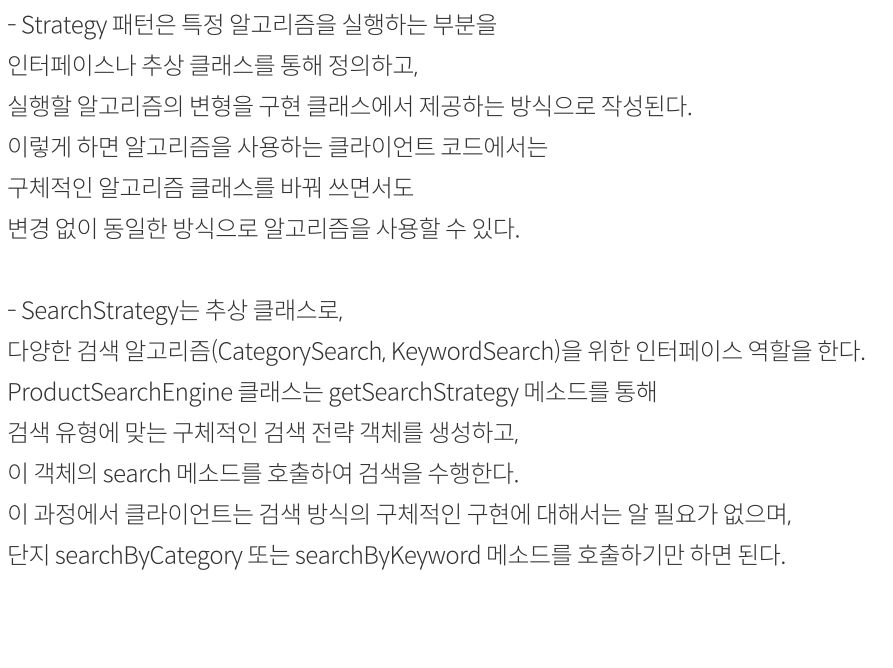 - Strategy 패턴은 특정 알고리즘을 실행하는 부분을
인터페이스나 추상 클래스를 통해 정의하고,
실행할 알고리즘의 변형을 구현 클래스에서 제공하는 방식으로 작성된다.
이렇게 하면 알고리즘을 사용하는 클라이언트 코드에서는
구체적인 알고리즘 클래스를 바꿔 쓰면서도
변경 없이 동일한 방식으로 알고리즘을 사용할 수 있다.
- SearchStrategy는 추상 클래스로,
다양한 검색 알고리즘(CategorySearch, KeywordSearch)을 위한 인터페이스 역할을 한다.
ProductSearchEngine 클래스는 getSearchStrategy 메소드를 통해
검색 유형에 맞는 구체적인 검색 전략 객체를 생성하고,
이 객체의 search 메소드를 호출하여 검색을 수행한다.
이 과정에서 클라이언트는 검색 방식의 구체적인 구현에 대해서는 알 필요가 없으며,
단지 searchByCategory 또는 searchByKeyword 메소드를 호출하기만 하면 된다.